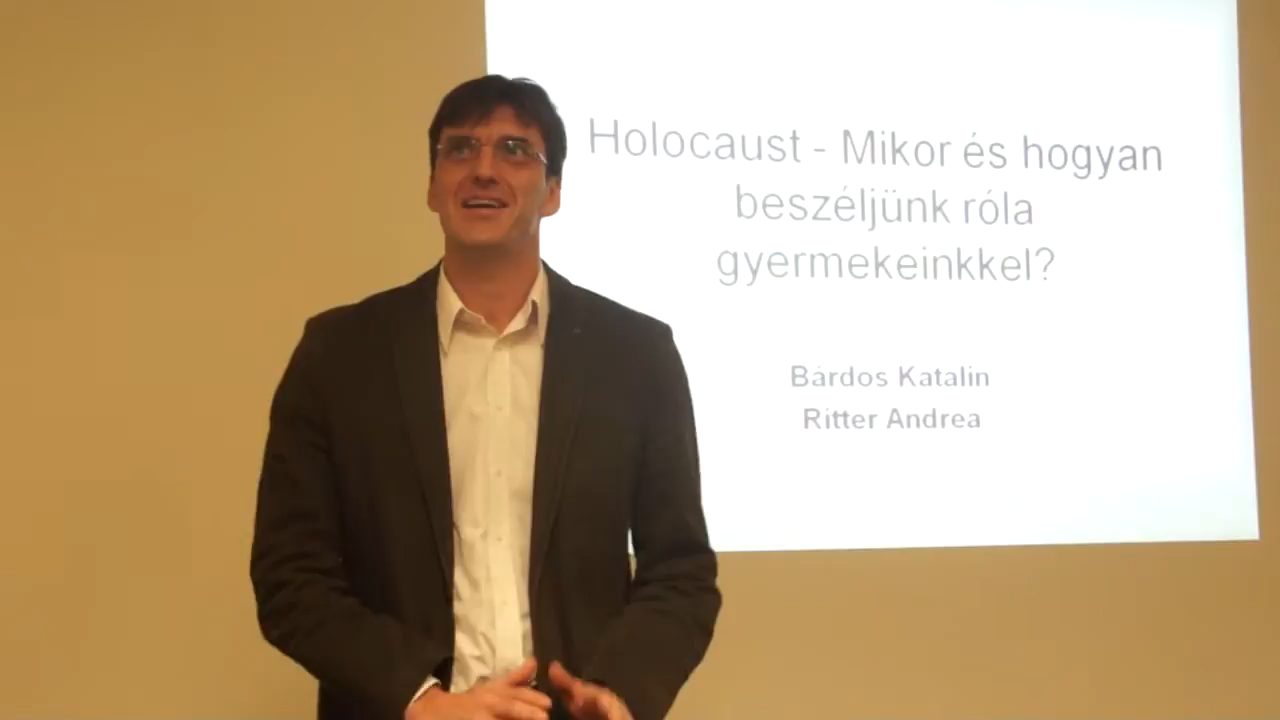 Holocaust - Mikor és hogyan
beszéljünk róla
gyermekeinkkel?
Bárdos Katalin
Ritter Andrea